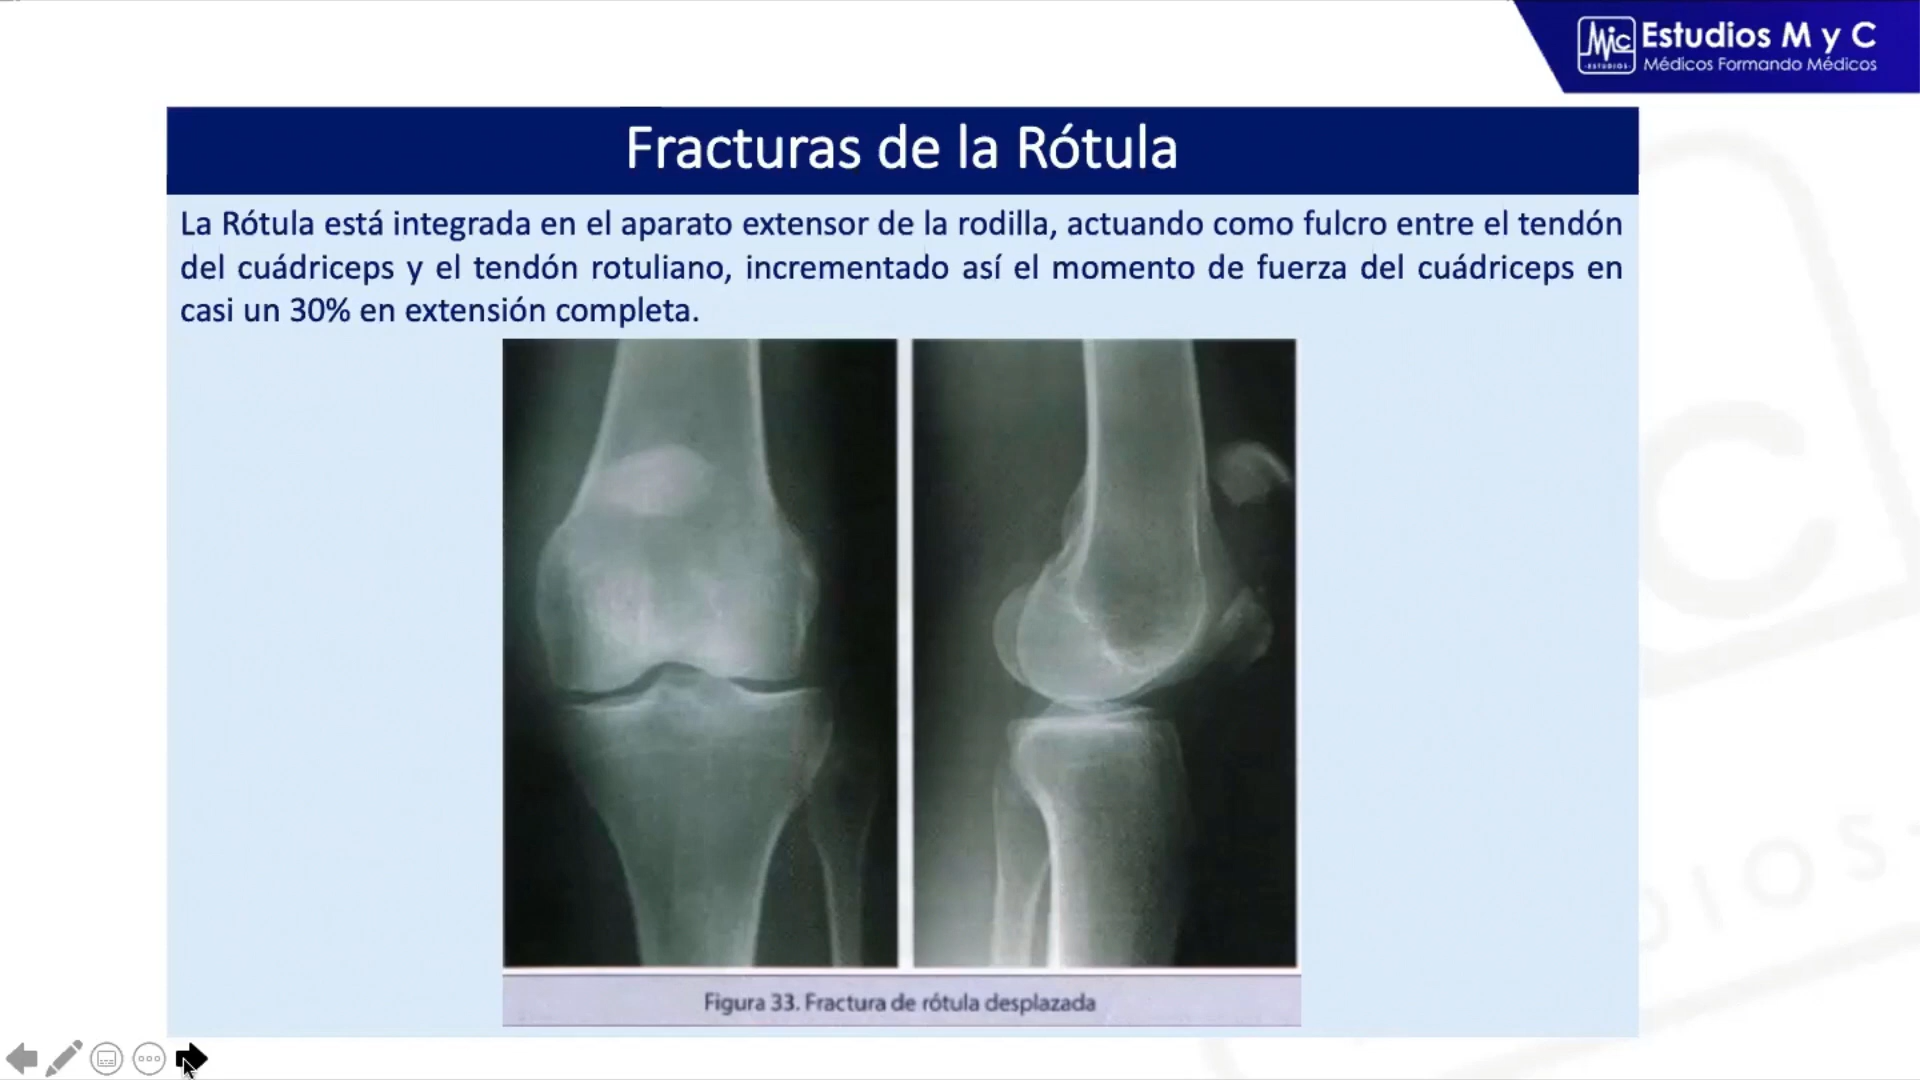 Mic
ESTUDIOS
Estudios M y C
Médicos Formando Médicos
Fracturas de la Rótula
La Rótula está integrada en el aparato extensor de la rodilla, actuando como fulcro entre el tendón
del cuádriceps y el tendón rotuliano, incrementado así el momento de fuerza del cuádriceps en
casi un 30% en extensión completa.
Figura 33. Fractura de rótula desplazada